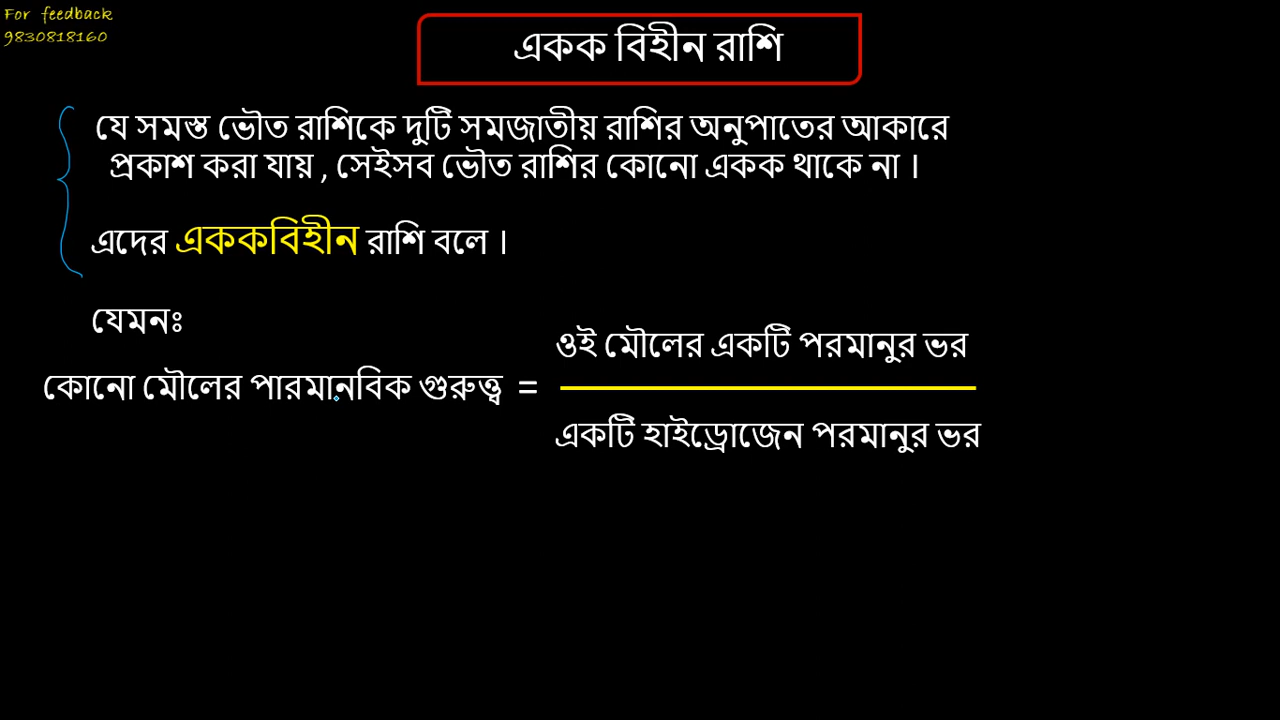 For feedback
9830818160
একক বিহীন রাশি
যে সমস্ত ভৌত রাশিকে দুটি সমজাতীয় রাশির অনুপাতের আকারে
প্রকাশ করা যায় , সেইসব ভৌত রাশির কোনো একক থাকে না ।
এদের এককবিহীন রাশি বলে ।
যেমনঃ
ওই মৌলের একটি পরমানুর ভর
কোনো মৌলের পারমানবিক গুরুত্ত্ব =
একটি হাইড্রোজেন পরমানুর ভর